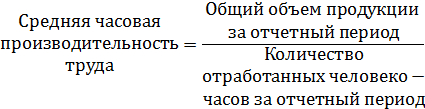 Средняя часовая
производительность
труда
=
Общий объем продукции
за отчетный период
Количество
отработанных человеко −
часов за отчетный период